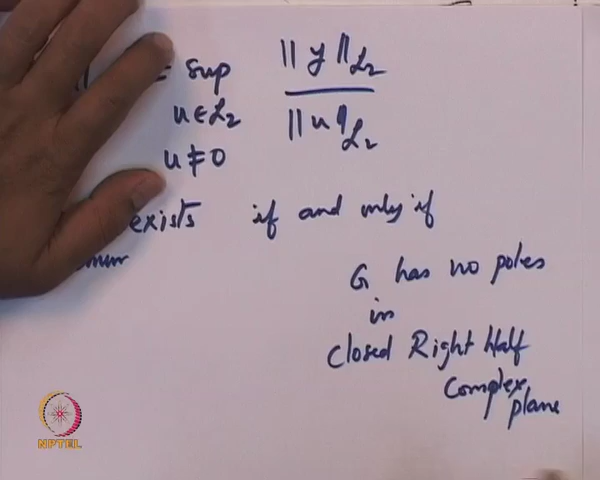 sup ||y||L₂
u∈L₂ ||u||L₂
u≠0
exists if and only if
G has no poles
in
Closed Right Half
Complex
plane
NPTEL